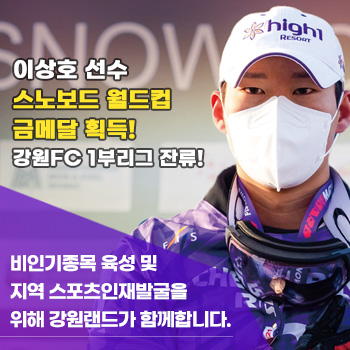 SNOW
high1
RESORT
이상호 선수
스노보드 월드컵
금메달 획득!
강원FC 1부리그 잔류!
비인기종목 육성 및
지역 스포츠인재발굴을
위해 강원랜드가 함께합니다.